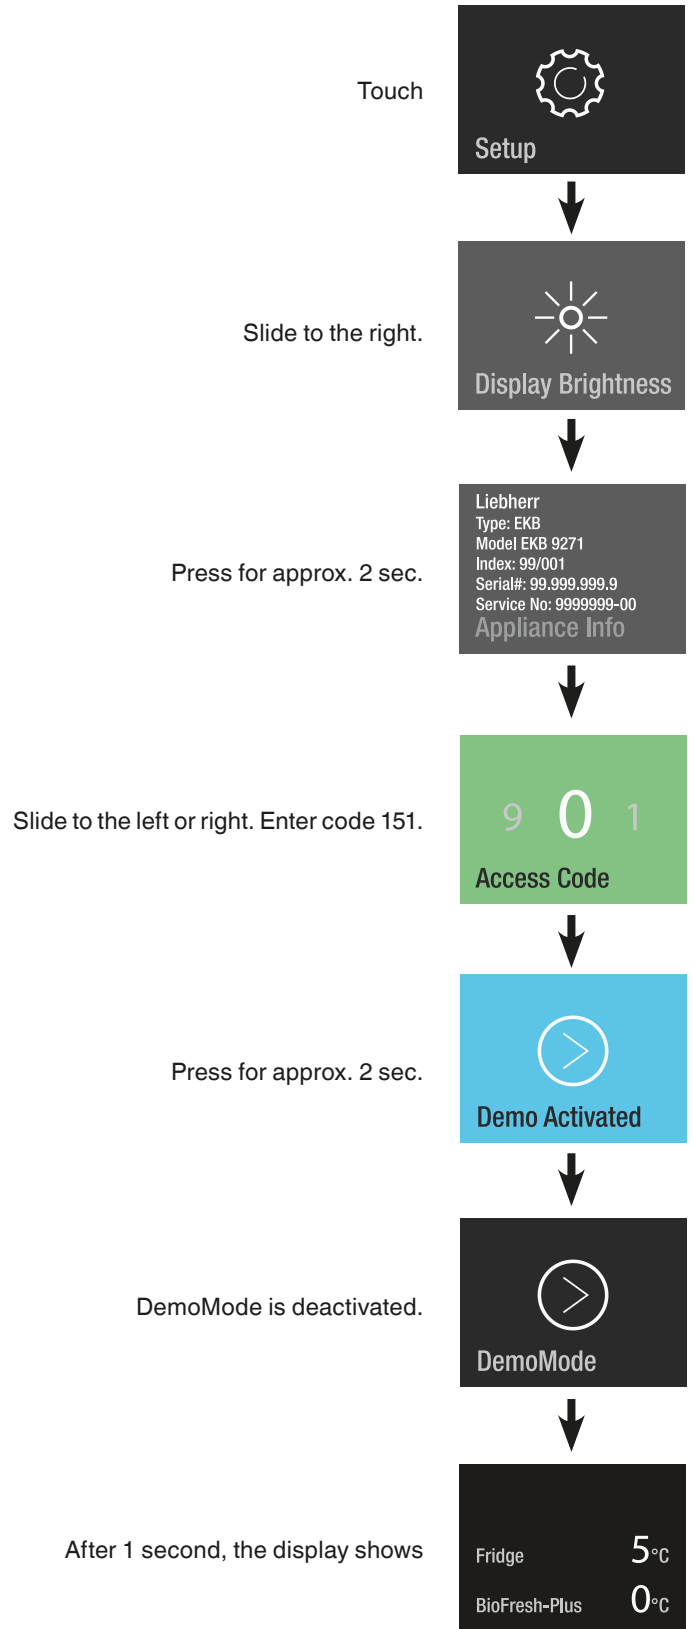 Touch
Setup
Slide to the right.
Display Brightness
Press for approx. 2 sec.
Liebherr
Type: EKB
Model EKB 9271
Index: 99/001
Serial#: 99.999.999.9
Service No: 9999999-00
Appliance Info
Slide to the left or right. Enter code 151.
9 0 1
Access Code
Press for approx. 2 sec.
Demo Activated
DemoMode is deactivated.
DemoMode
After 1 second, the display shows
Fridge 5°C
BioFresh-Plus 0°C